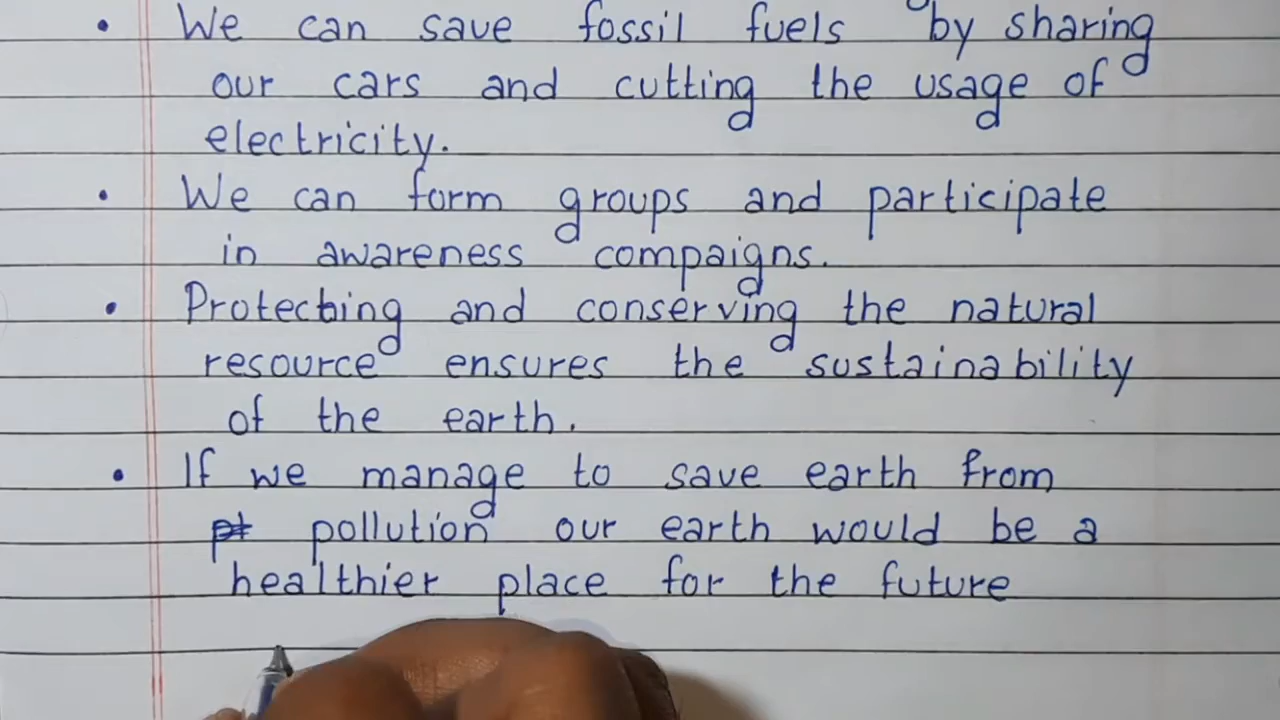 • We can save fossil fuels by sharing
our cars and cutting the usage of
electricity.
• We can form groups and participate
in awareness compaigns.
• Protecting and conserving the natural
resource ensures the sustainability
of the earth.
• If we manage to save earth from
pollution our earth would be a
healthier place for the future